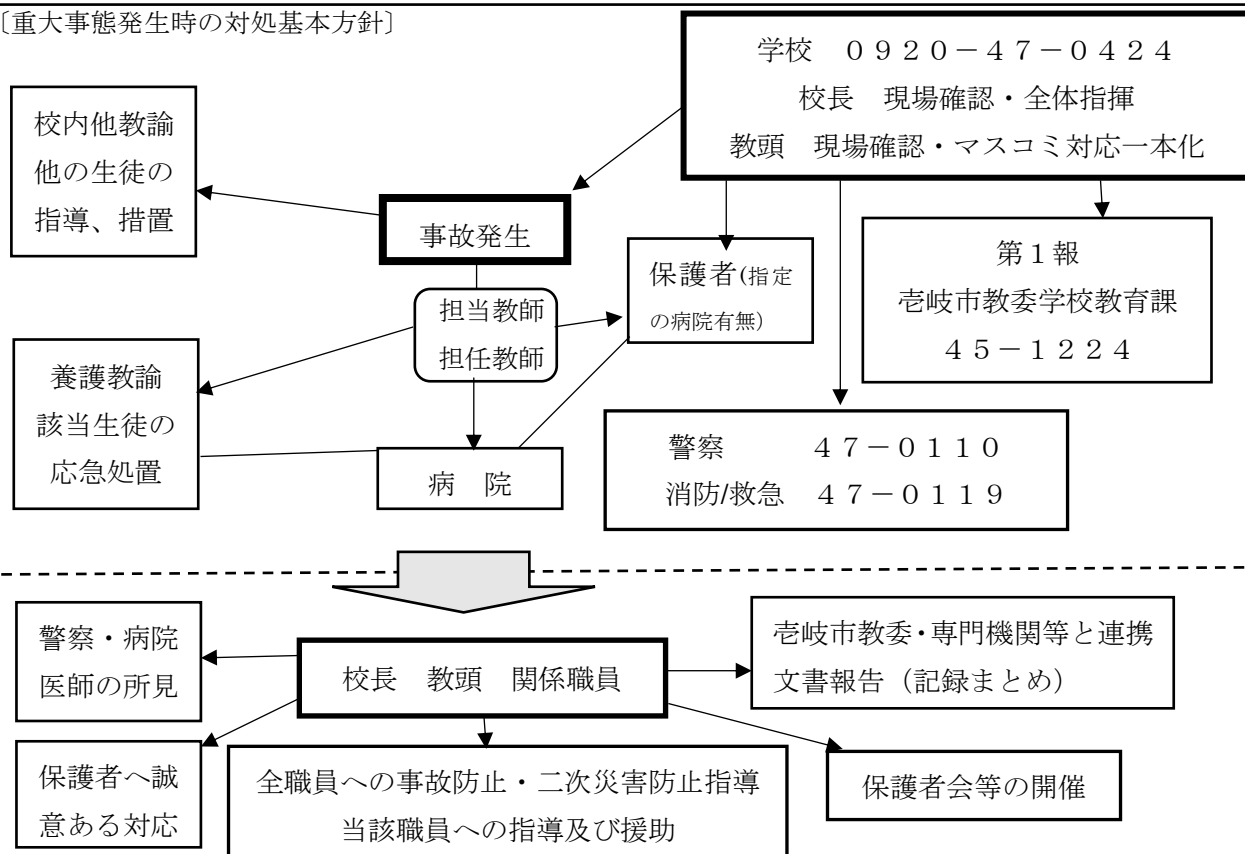 〔重大事態発生時の対処基本方針〕
学校　０９２０－４７－０４２４
校長　現場確認・全体指揮
教頭　現場確認・マスコミ対応一本化
校内他教諭
他の生徒の
指導、措置
事故発生
保護者(指定
の病院有無)
第１報
壱岐市教委学校教育課
４５－１２２４
担当教師
担任教師
養護教諭
該当生徒の
応急処置
病　院
警察　　４７－０１１０
消防/救急　４７－０１１９
警察・病院
医師の所見
校長　教頭　関係職員
壱岐市教委・専門機関等と連携
文書報告（記録まとめ）
保護者へ誠
意ある対応
全職員への事故防止・二次災害防止指導
当該職員への指導及び援助
保護者会等の開催